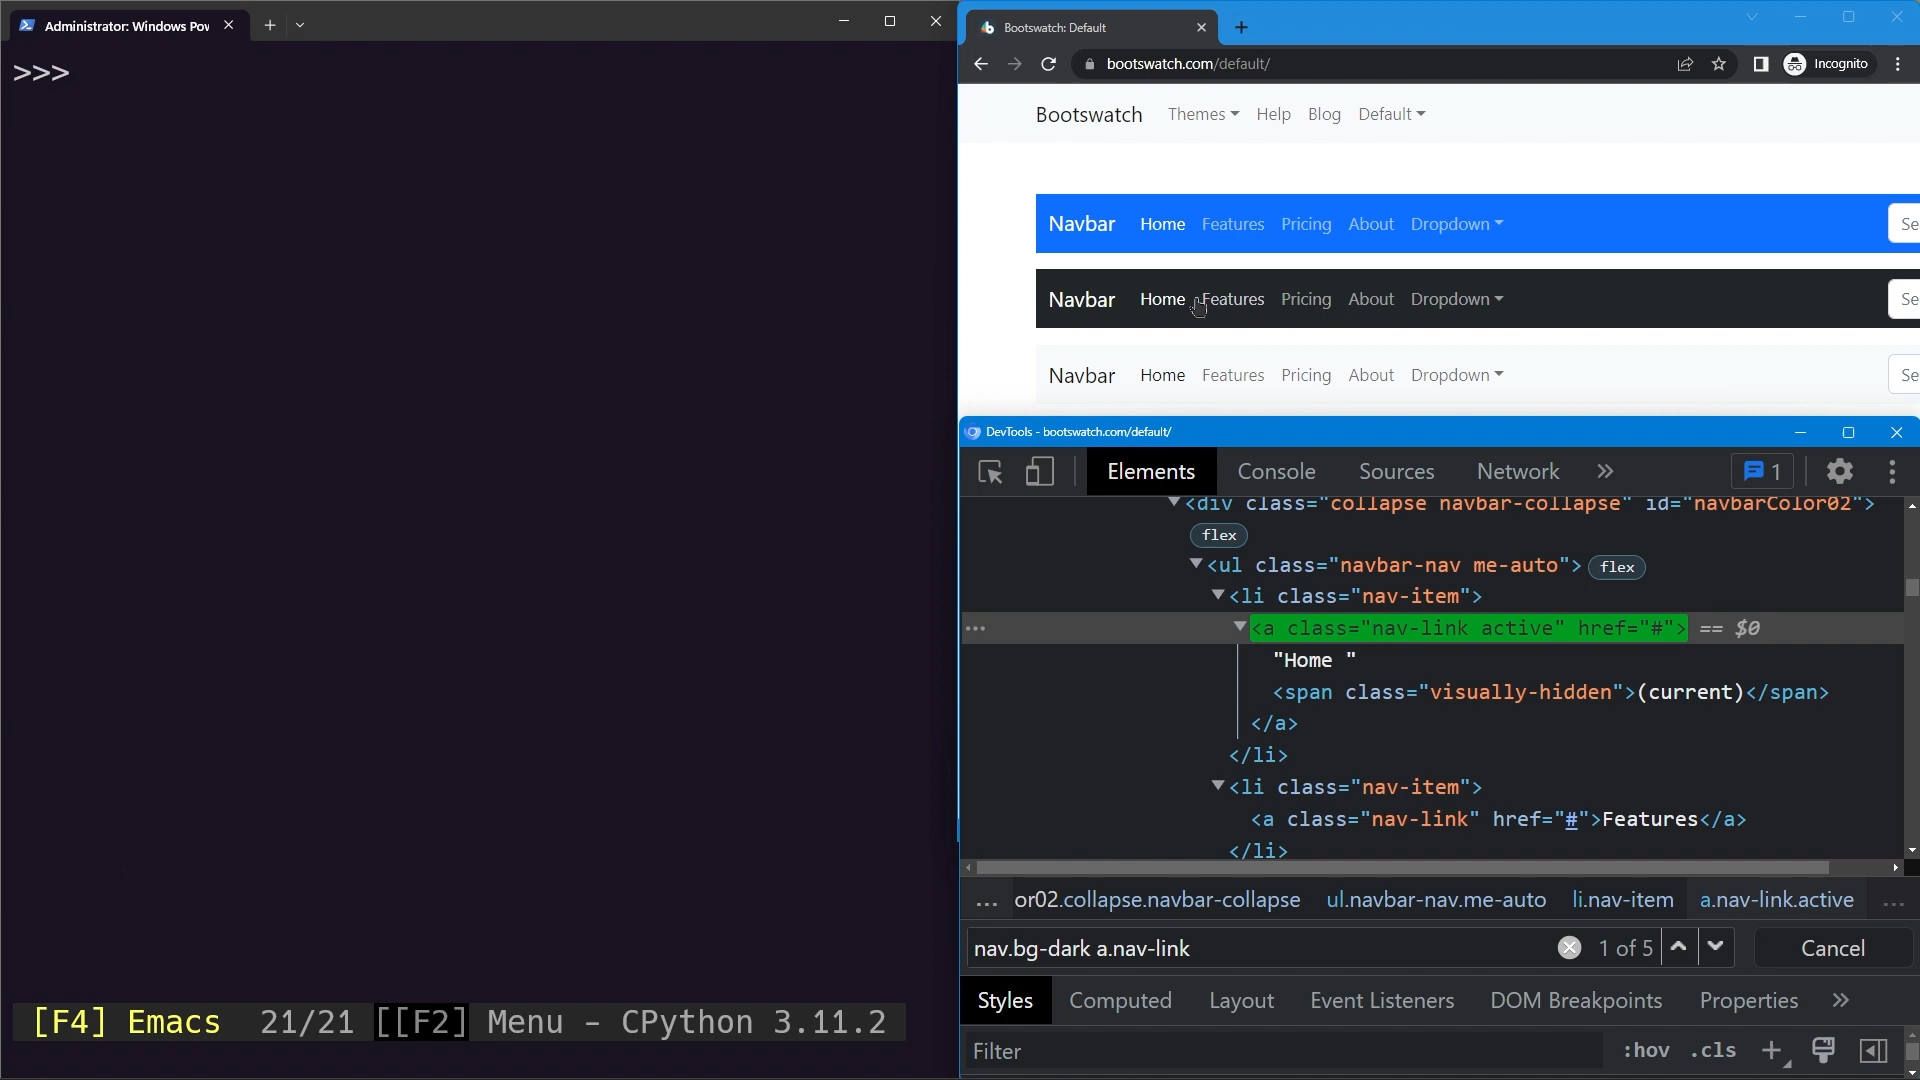 Administrator: Windows Pow
>>>
[F4] Emacs 21/21 [[F2] Menu - CPython 3.11.2
Bootswatch: Default
bootswatch.com/default/
Incognito
Bootswatch Themes Help Blog Default
Navbar Home Features Pricing About Dropdown Se
Navbar Home Features Pricing About Dropdown Se
Navbar Home Features Pricing About Dropdown Se
DevTools - bootswatch.com/default/
Elements Console Sources Network » 1
<div class="collapse navbar-collapse" id="navbarColor02">
flex
<ul class="navbar-nav me-auto"> flex
<li class="nav-item">
... <a class="nav-link active" href="#"> == $0
"Home "
<span class="visually-hidden">(current)</span>
</a>
</li>
<li class="nav-item">
<a class="nav-link" href="#">Features</a>
</li>
... or02.collapse.navbar-collapse ul.navbar-nav.me-auto li.nav-item a.nav-link.active ...
nav.bg-dark a.nav-link 1 of 5 Cancel
Styles Computed Layout Event Listeners DOM Breakpoints Properties »
Filter :hov .cls